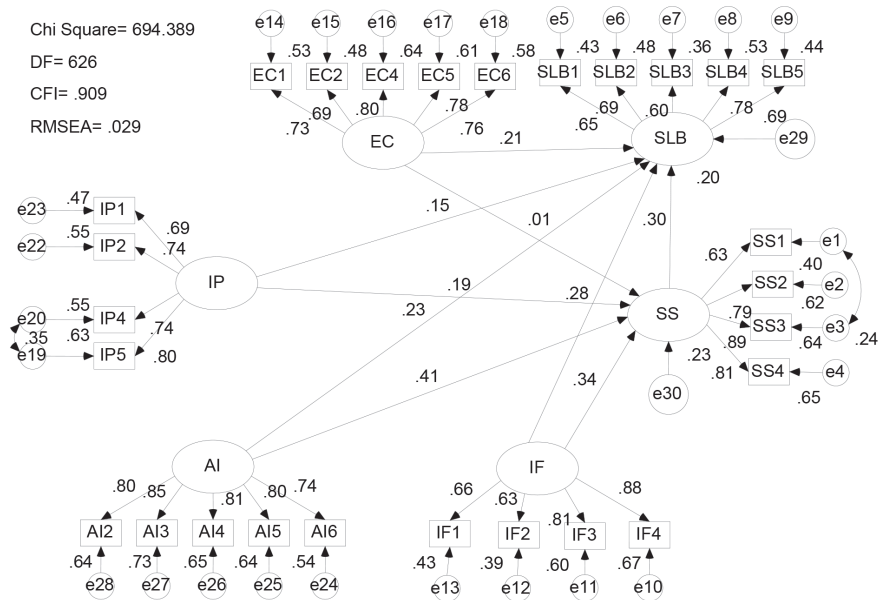 Chi Square= 694.389
DF= 626
CFI= .909
RMSEA= .029
e14 e15 e16 e17 e18
.53 .48 .64 .61 .58
EC1 EC2 EC4 EC5 EC6
.73 .69 .80 .78 .76
EC
e5 e6 e7 e8 e9
.43 .48 .36 .53 .44
SLB1 SLB2 SLB3 SLB4 SLB5
.65 .69 .60 .78 .69
SLB
e29
.20
.21
.15
.01
.30
e23 .47 IP1 .69
e22 .55 IP2 .74
IP
e20 .55 IP4 .74
.35
e19 .63 IP5 .80
.19
.28
.23
.41
.34
SS
.63 SS1 e1
.40
.79 SS2 e2
.62
.89 SS3 e3
.64
.24
.81 SS4 e4
.65
.23
e30
AI
.80 .85 .81 .80 .74
AI2 AI3 AI4 AI5 AI6
.64 .73 .65 .64 .54
e28 e27 e26 e25 e24
IF
.66 .63 .81 .88
IF1 IF2 IF3 IF4
.43 .39 .60 .67
e13 e12 e11 e10